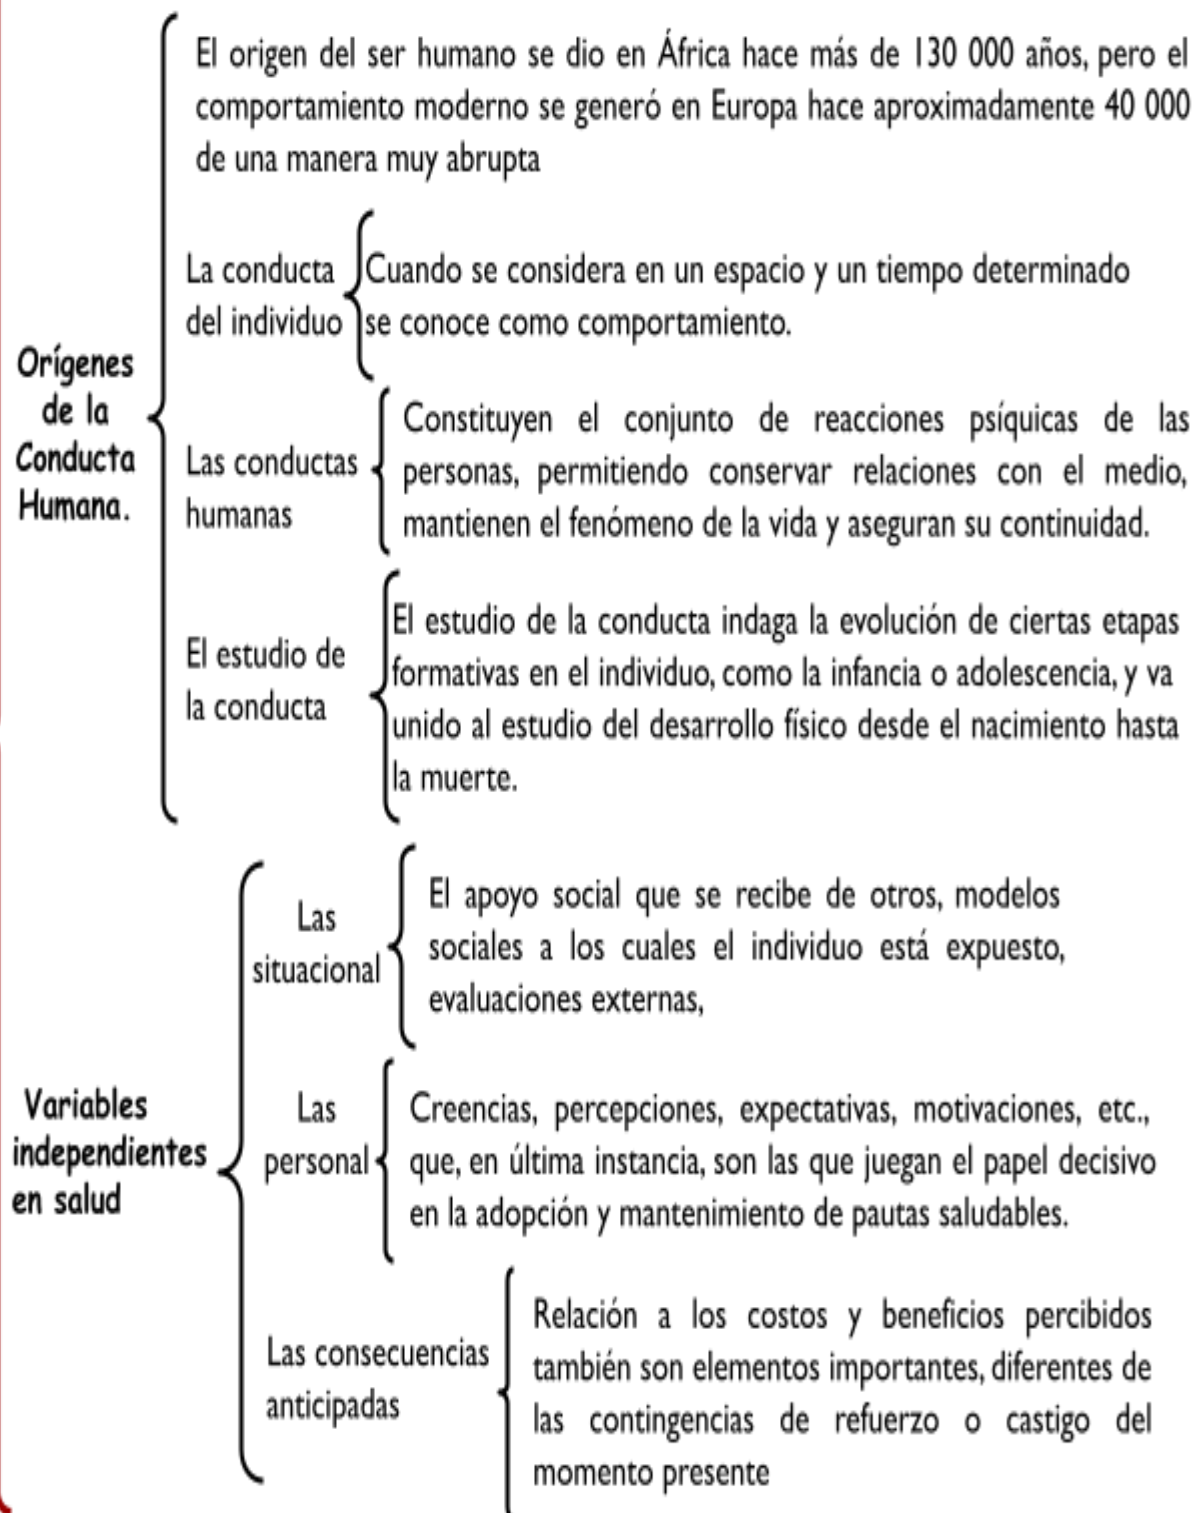 El origen del ser humano se dio en África hace más de 130 000 años, pero el
comportamiento moderno se generó en Europa hace aproximadamente 40 000
de una manera muy abrupta
La conducta
del individuo
Cuando se considera en un espacio y un tiempo determinado
se conoce como comportamiento.
Orígenes
de la
Conducta
Humana.
Las conductas
humanas
Constituyen el conjunto de reacciones psíquicas de las
personas, permitiendo conservar relaciones con el medio,
mantienen el fenómeno de la vida y aseguran su continuidad.
El estudio de
la conducta
El estudio de la conducta indaga la evolución de ciertas etapas
formativas en el individuo, como la infancia o adolescencia, y va
unido al estudio del desarrollo físico desde el nacimiento hasta
la muerte.
Las
situacional
El apoyo social que se recibe de otros, modelos
sociales a los cuales el individuo está expuesto,
evaluaciones externas,
Variables
independientes
en salud
Las
personal
Creencias, percepciones, expectativas, motivaciones, etc.,
que, en última instancia, son las que juegan el papel decisivo
en la adopción y mantenimiento de pautas saludables.
Las consecuencias
anticipadas
Relación a los costos y beneficios percibidos
también son elementos importantes, diferentes de
las contingencias de refuerzo o castigo del
momento presente